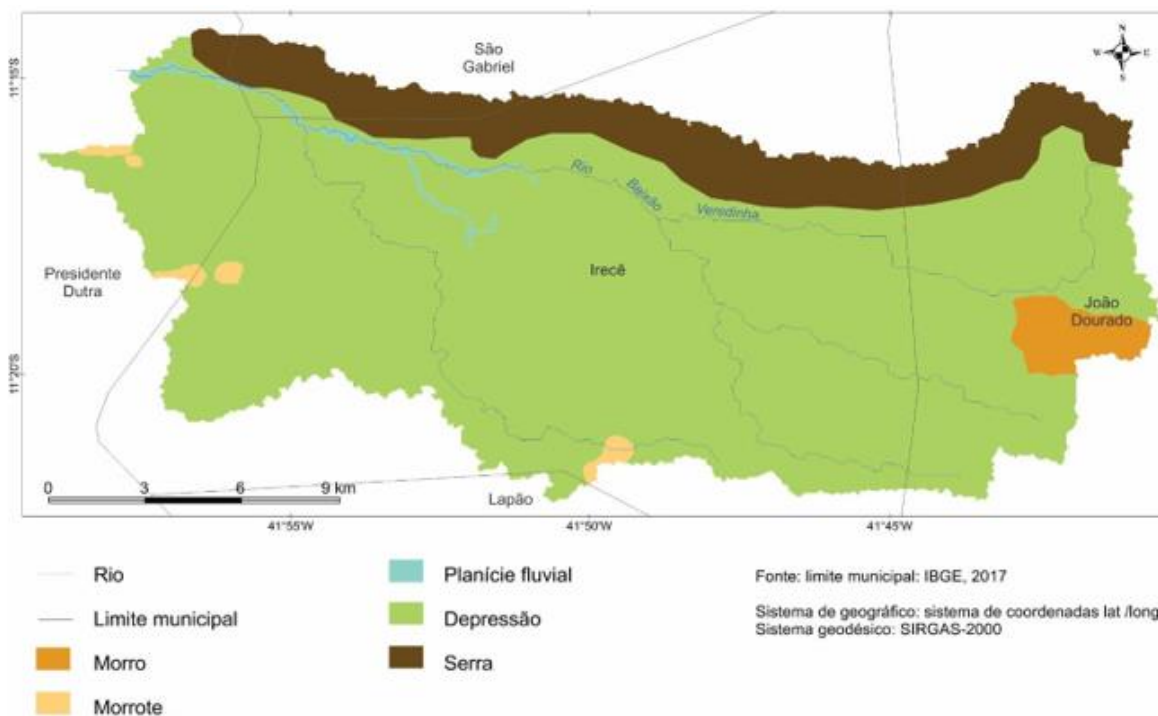 N
W E
S
São
Gabriel
11°15'S
Rio
Baixão
Veredinha
Presidente
Dutra
Irecê
João
Dourado
11°20'S
0 3 6 9 km
Lapão
41°55'W 41°50'W 41°45'W
Rio
Limite municipal
Morro
Morrote
Planície fluvial
Depressão
Serra
Fonte: limite municipal: IBGE, 2017
Sistema de geográfico: sistema de coordenadas lat /long
Sistema geodésico: SIRGAS-2000